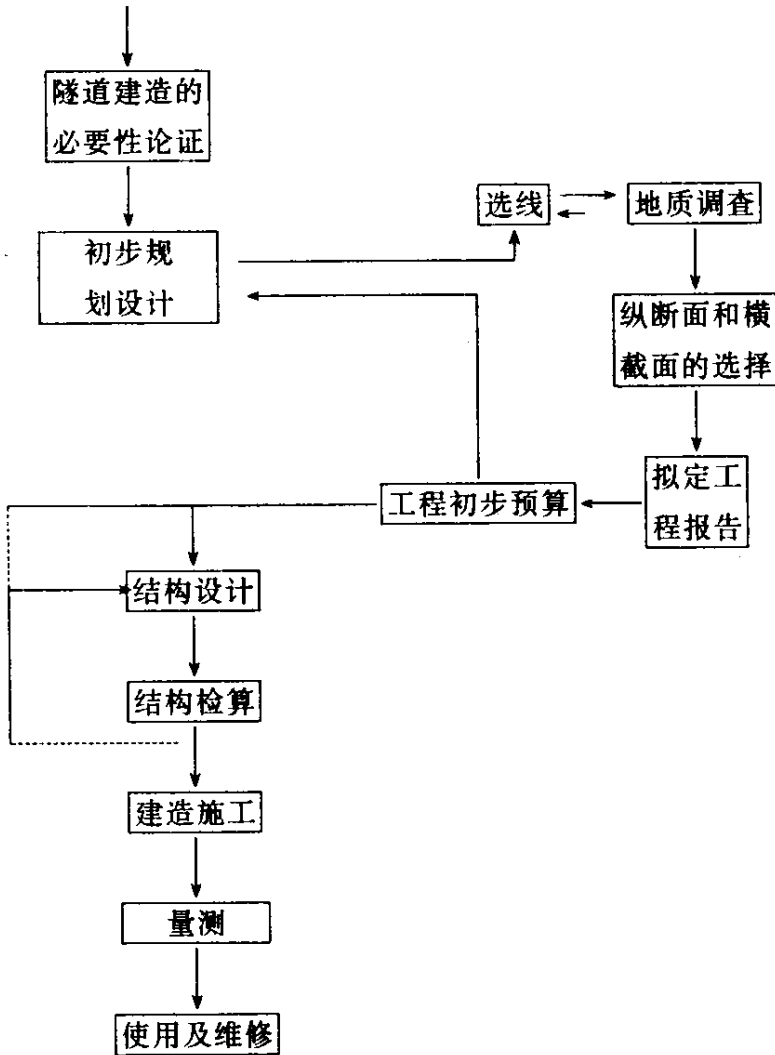 隧道建造的
必要性论证
初步规
划设计
选线
地质调查
纵断面和横
截面的选择
拟定工
程报告
工程初步预算
结构设计
结构检算
建造施工
量测
使用及维修